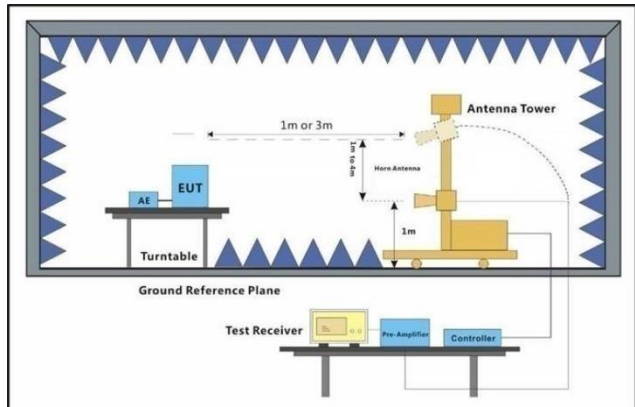 Antenna Tower
1m or 3m
1m to 4m
Horn Antenna
EUT
AE
1m
Turntable
Ground Reference Plane
Test Receiver
Pre-Amplifier
Controller